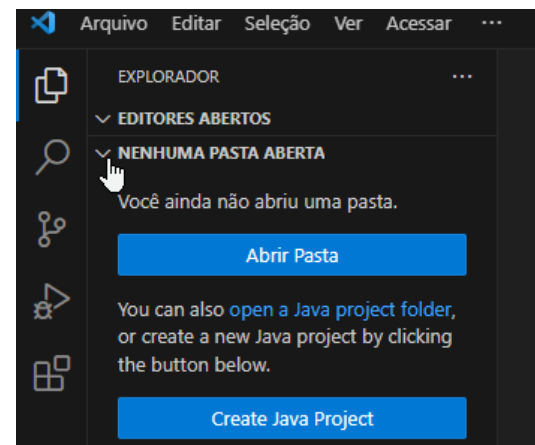 Arquivo Editar Seleção Ver Acessar ...
EXPLORADOR ...
EDITORES ABERTOS
NENHUMA PASTA ABERTA
Você ainda não abriu uma pasta.
Abrir Pasta
You can also open a Java project folder,
or create a new Java project by clicking
the button below.
Create Java Project